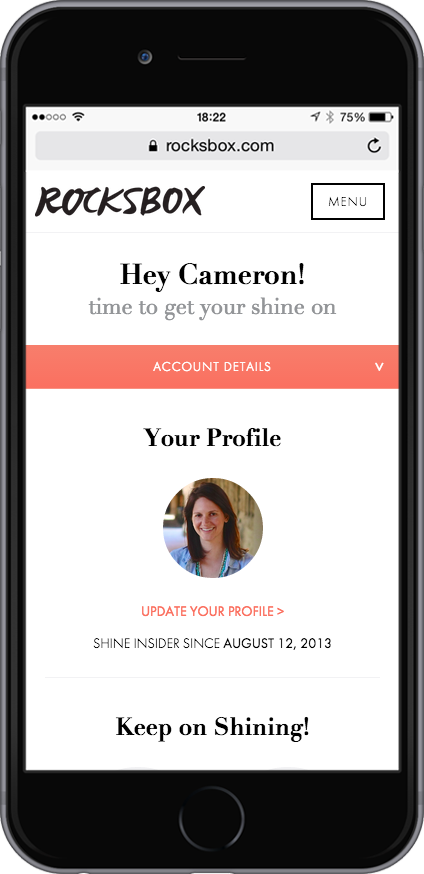 18:22
75%
rocksbox.com
ROCKSBOX
MENU
Hey Cameron!
time to get your shine on
ACCOUNT DETAILS
Your Profile
UPDATE YOUR PROFILE >
SHINE INSIDER SINCE AUGUST 12, 2013
Keep on Shining!